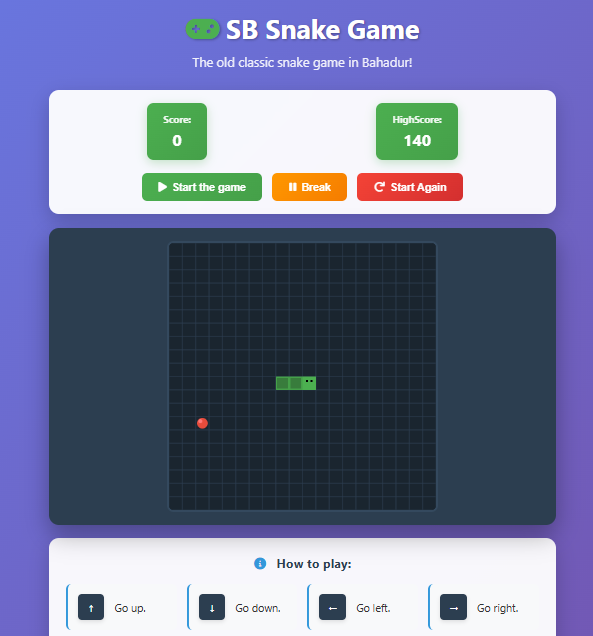 SB Snake Game
The old classic snake game in Bahadur!
Score:
0
HighScore:
140
Start the game
Break
Start Again
How to play:
↑ Go up.
↓ Go down.
← Go left.
→ Go right.